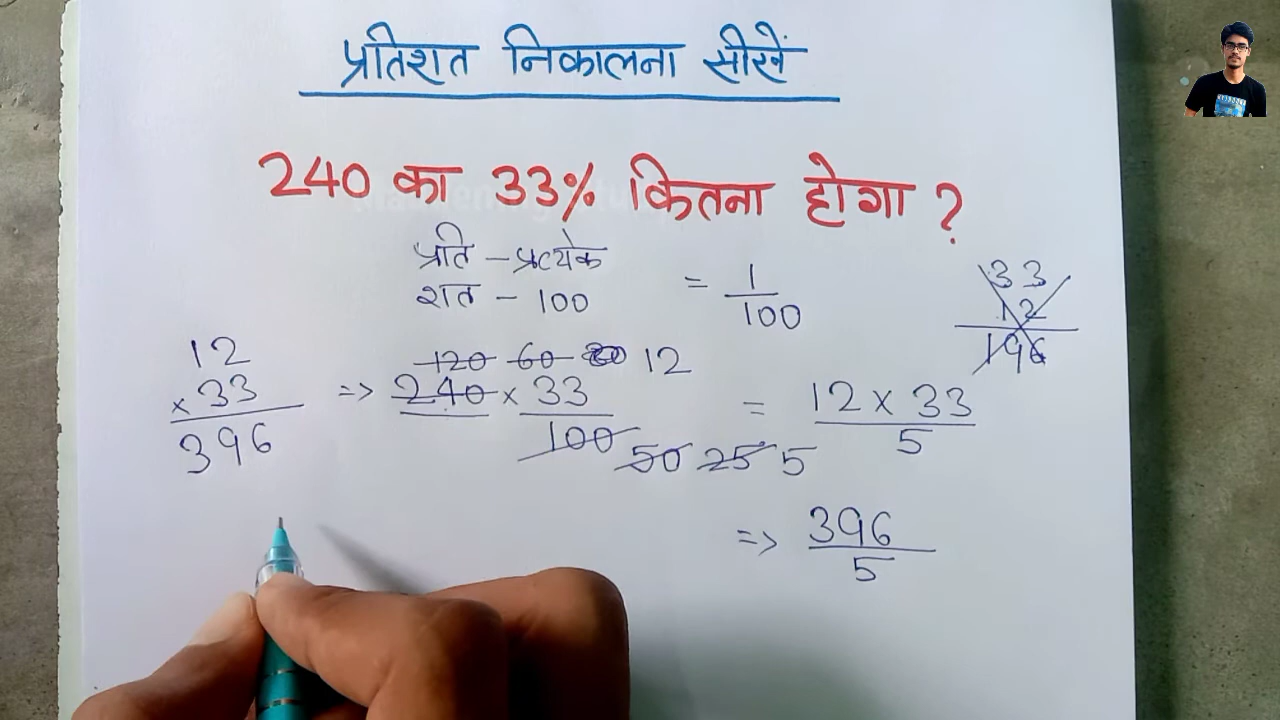 प्रतिशत निकालना सीखें
240 का 33% कितना होगा ?
प्रति - प्रत्येक
शत - 100
= 1/100
33
12
196
12
× 33
396
120 60 12
=> 240 × 33/100
50 25 5
= 12 × 33/5
=> 396/5